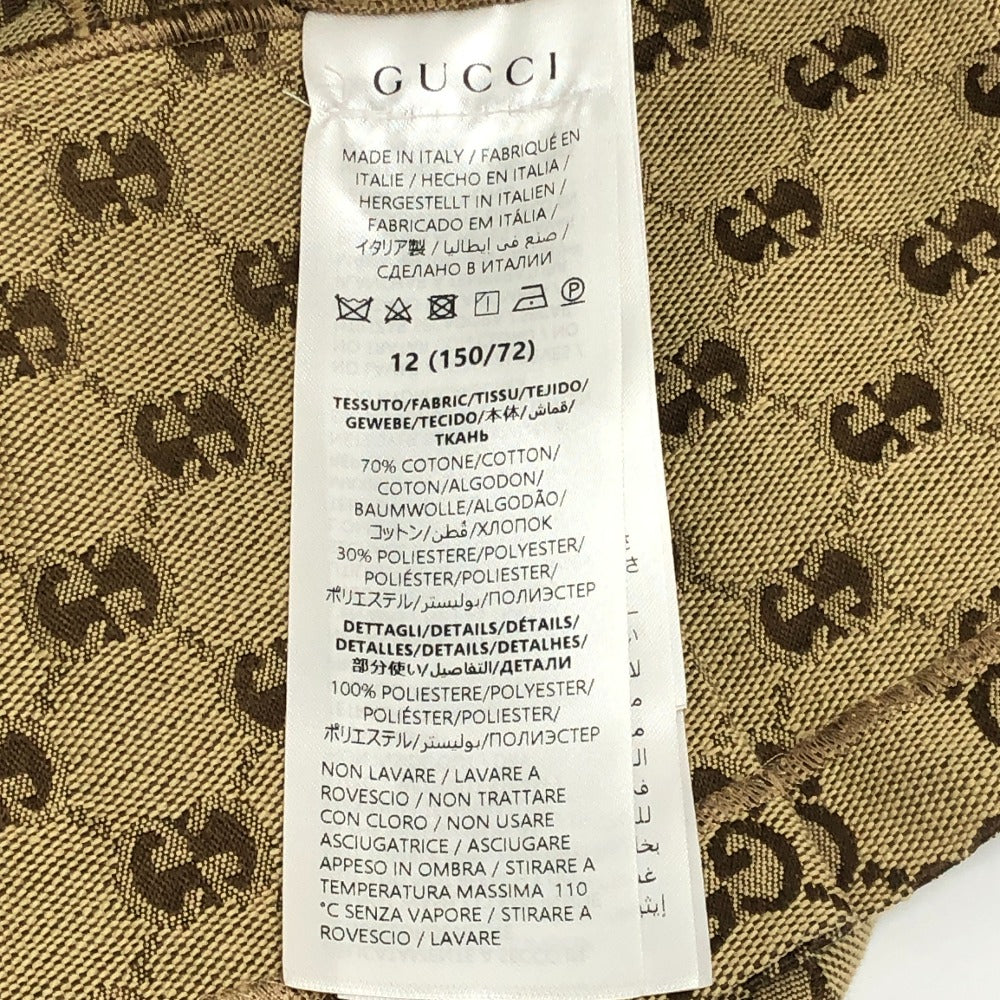 GUCCI
MADE IN ITALY / FABRIQUÉ EN
ITALIE / HECHO EN ITALIA /
HERGESTELLT IN ITALIEN /
FABRICADO EM ITÁLIA /
イタリア製 / صنع في ايطاليا /
СДЕЛАНО В ИТАЛИИ
P
12 (150/72)
TESSUTO/FABRIC/TISSU/TEJIDO/
GEWEBE/TECIDO/本体/قماش/
ТКАНЬ
70% COTONE/COTTON/
COTON/ALGODON/
BAUMWOLLE/ALGODÃO/
コットン/قُطن/ХЛОПОК
30% POLIESTERE/POLYESTER/
POLIÉSTER/POLIESTER/
ポリエステル/بوليستر/ПОЛИЭСТЕР
DETTAGLI/DETAILS/DÉTAILS/
DETALLES/DETAILS/DETALHES/
部分使い/التفاصيل/ДЕТАЛИ
100% POLIESTERE/POLYESTER/
POLIÉSTER/POLIESTER/
ポリエステル/بوليستر/ПОЛИЭСТЕР
NON LAVARE / LAVARE A
ROVESCIO / NON TRATTARE
CON CLORO / NON USARE
ASCIUGATRICE / ASCIUGARE
APPESO IN OMBRA / STIRARE A
TEMPERATURA MASSIMA 110
°C SENZA VAPORE / STIRARE A
ROVESCIO / LAVARE